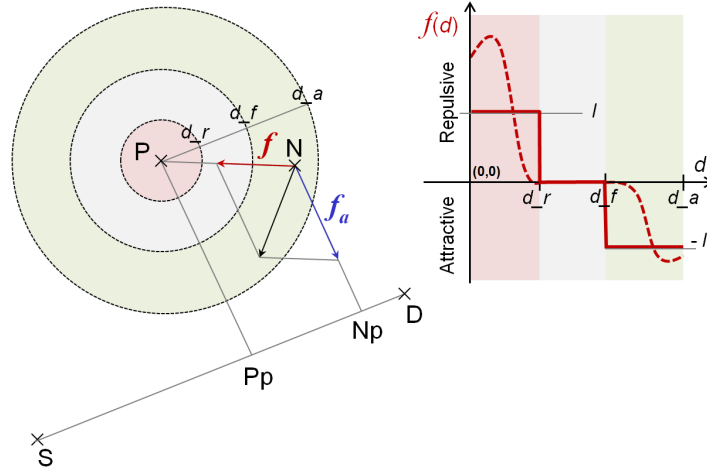 P
d_r
d_f
d_a
N
f
f_a
Np
D
Pp
S
f(d)
Repulsive
l
(0,0)
d
d_r
d_f
d_a
Attractive
- l